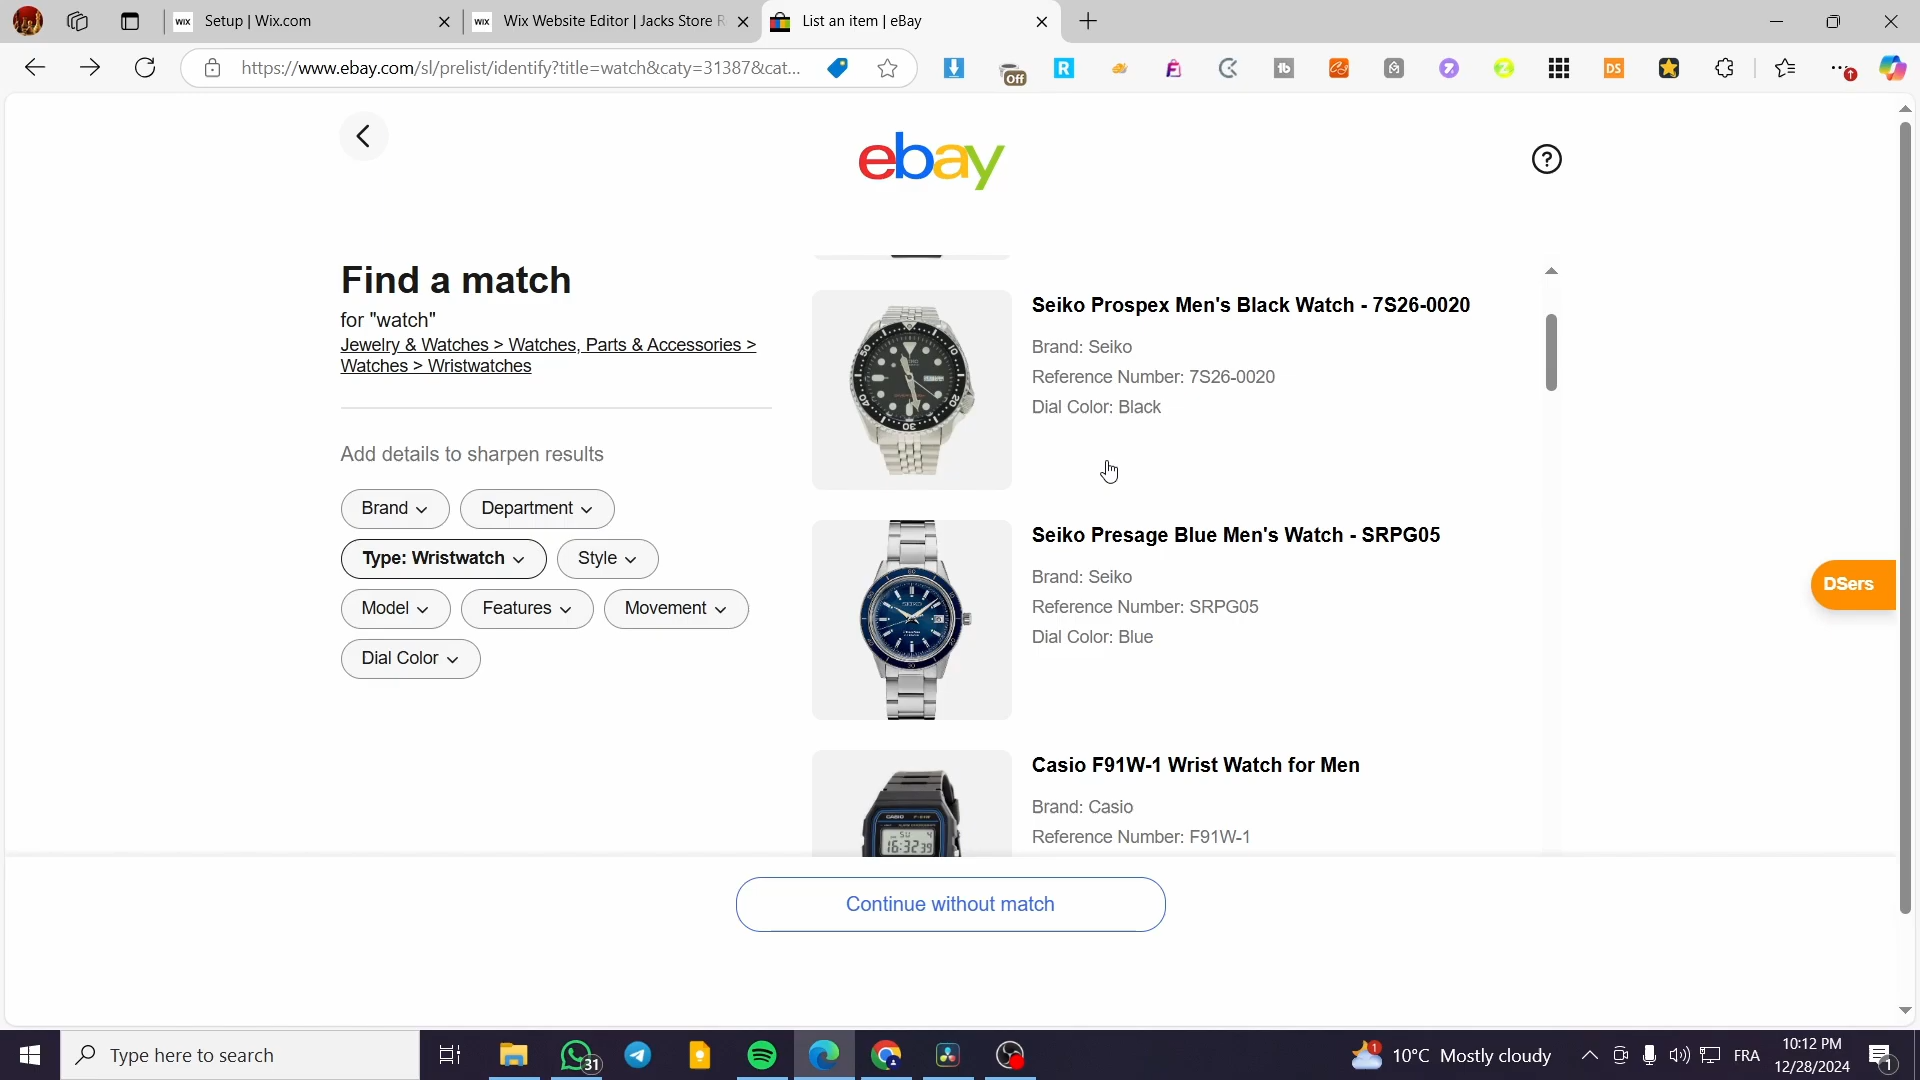 Setup | Wix.com
Wix Website Editor | Jacks Store R
List an item | eBay
https://www.ebay.com/sl/prelist/identify?title=watch&caty=31387&cat...
Off
ebay
Find a match
for "watch"
Jewelry & Watches > Watches, Parts & Accessories >
Watches > Wristwatches
Add details to sharpen results
Brand
Department
Type: Wristwatch
Style
Model
Features
Movement
Dial Color
Seiko Prospex Men's Black Watch - 7S26-0020
Brand: Seiko
Reference Number: 7S26-0020
Dial Color: Black
Seiko Presage Blue Men's Watch - SRPG05
Brand: Seiko
Reference Number: SRPG05
Dial Color: Blue
Casio F91W-1 Wrist Watch for Men
Brand: Casio
Reference Number: F91W-1
DSers
Continue without match
Type here to search
31
10°C Mostly cloudy
FRA
10:12 PM
12/28/2024
1